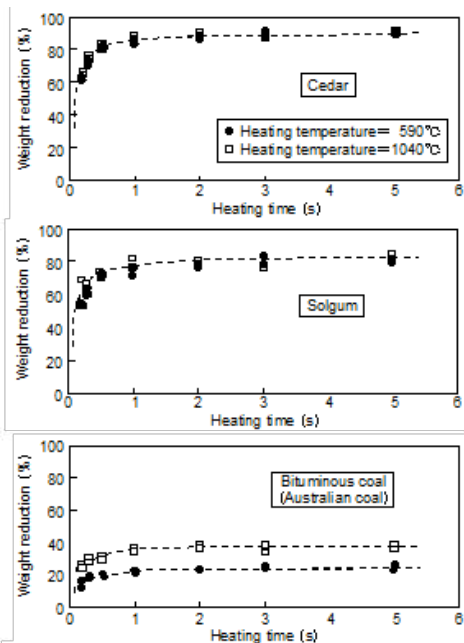 Weight reduction (%)
100
80
60
40
20
0
Cedar
● Heating temperature= 590℃
□ Heating temperature=1040℃
0 1 2 3 4 5 6
Heating time (s)
Weight reduction (%)
100
80
60
40
20
0
Solgum
0 1 2 3 4 5 6
Heating time (s)
Weight reduction (%)
100
80
60
40
20
0
Bituminous coal
(Australian coal)
0 1 2 3 4 5 6
Heating time (s)